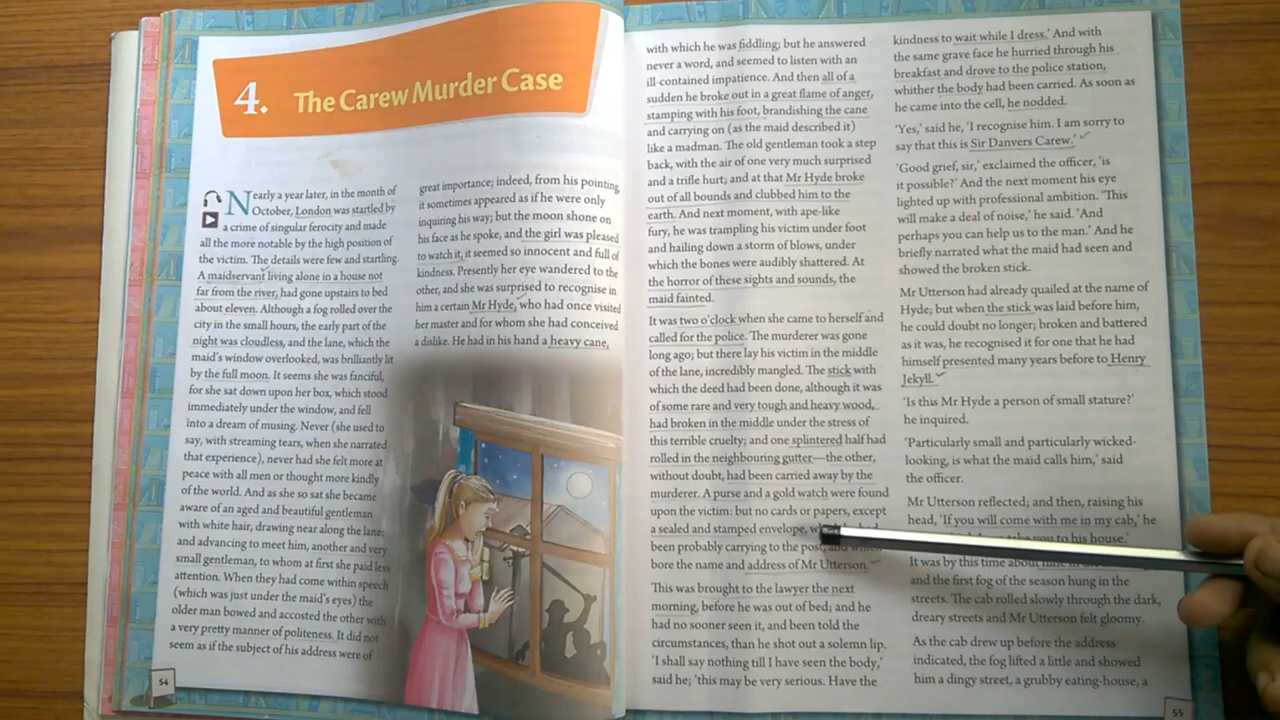 4. The Carew Murder Case
Nearly a year later, in the month of
October, London was startled by
a crime of singular ferocity and made
all the more notable by the high position of
the victim. The details were few and startling.
A maidservant living alone in a house not
far from the river, had gone upstairs to bed
about eleven. Although a fog rolled over the
city in the small hours, the early part of the
night was cloudless, and the lane, which the
maid's window overlooked, was brilliantly lit
by the full moon. It seems she was fanciful,
for she sat down upon her box, which stood
immediately under the window, and fell
into a dream of musing. Never (she used to
say, with streaming tears, when she narrated
that experience), never had she felt more at
peace with all men or thought more kindly
of the world. And as she so sat she became
aware of an aged and beautiful gentleman
with white hair, drawing near along the lane;
and advancing to meet him, another and very
small gentleman, to whom at first she paid less
attention. When they had come within speech
(which was just under the maid's eyes) the
older man bowed and accosted the other with
a very pretty manner of politeness. It did not
seem as if the subject of his address were of
54
great importance; indeed, from his pointing,
it sometimes appeared as if he were only
inquiring his way; but the moon shone on
his face as he spoke, and the girl was pleased
to watch it, it seemed so innocent and full of
kindness. Presently her eye wandered to the
other, and she was surprised to recognise in
him a certain Mr Hyde, who had once visited
her master and for whom she had conceived
a dislike. He had in his hand a heavy cane,
with which he was fiddling; but he answered
never a word, and seemed to listen with an
ill-contained impatience. And then all of a
sudden he broke out in a great flame of anger,
stamping with his foot, brandishing the cane
and carrying on (as the maid described it)
like a madman. The old gentleman took a step
back, with the air of one very much surprised
and a trifle hurt; and at that Mr Hyde broke
out of all bounds and clubbed him to the
earth. And next moment, with ape-like
fury, he was trampling his victim under foot
and hailing down a storm of blows, under
which the bones were audibly shattered. At
the horror of these sights and sounds, the
maid fainted.
It was two o'clock when she came to herself and
called for the police. The murderer was gone
long ago; but there lay his victim in the middle
of the lane, incredibly mangled. The stick with
which the deed had been done, although it was
of some rare and very tough and heavy wood,
had broken in the middle under the stress of
this terrible cruelty; and one splintered half had
rolled in the neighbouring gutter—the other,
without doubt, had been carried away by the
murderer. A purse and a gold watch were found
upon the victim: but no cards or papers, except
a sealed and stamped envelope,
been probably carrying to the post,
bore the name and address of Mr Utterson.
This was brought to the lawyer the next
morning, before he was out of bed; and he
had no sooner seen it, and been told the
circumstances, than he shot out a solemn lip.
'I shall say nothing till I have seen the body,'
said he; 'this may be very serious. Have the
kindness to wait while I dress.' And with
the same grave face he hurried through his
breakfast and drove to the police station,
whither the body had been carried. As soon as
he came into the cell, he nodded.
'Yes,' said he, 'I recognise him. I am sorry to
say that this is Sir Danvers Carew.'
'Good grief, sir,' exclaimed the officer, 'is
it possible?' And the next moment his eye
lighted up with professional ambition. 'This
will make a deal of noise,' he said. 'And
perhaps you can help us to the man.' And he
briefly narrated what the maid had seen and
showed the broken stick.
Mr Utterson had already quailed at the name of
Hyde; but when the stick was laid before him,
he could doubt no longer; broken and battered
as it was, he recognised it for one that he had
himself presented many years before to Henry
Jekyll.
'Is this Mr Hyde a person of small stature?'
he inquired.
'Particularly small and particularly wicked-
looking, is what the maid calls him,' said
the officer.
Mr Utterson reflected; and then, raising his
head, 'If you will come with me in my cab,' he
you to his house.'
It was by this time about
and the first fog of the season hung in the
streets. The cab rolled slowly through the dark,
dreary streets and Mr Utterson felt gloomy.
As the cab drew up before the address
indicated, the fog lifted a little and showed
him a dingy street, a grubby eating-house, a
55